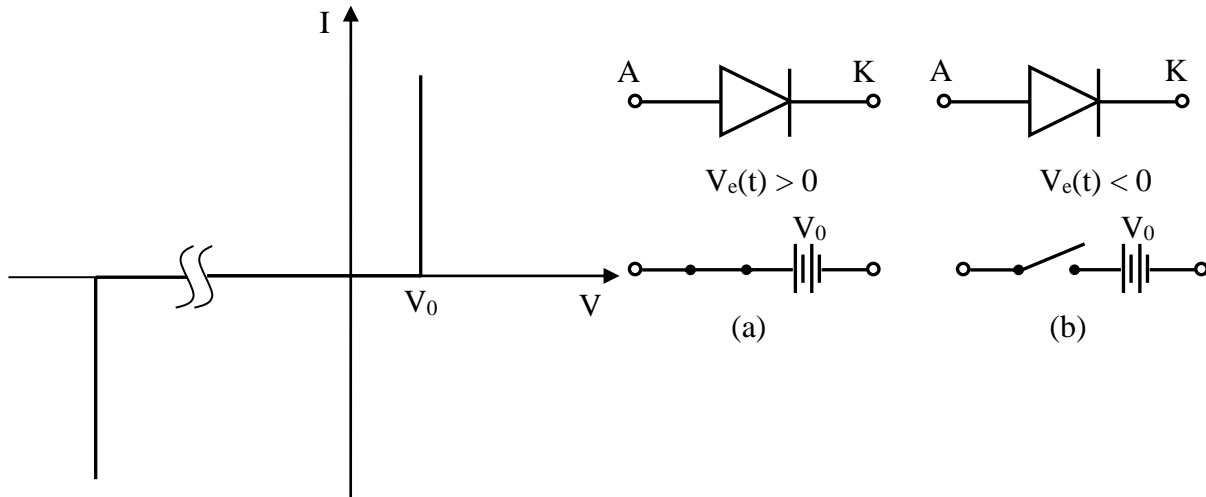 I
V₀
V
A K
Vₑ(t) > 0
V₀
(a)
A K
Vₑ(t) < 0
V₀
(b)